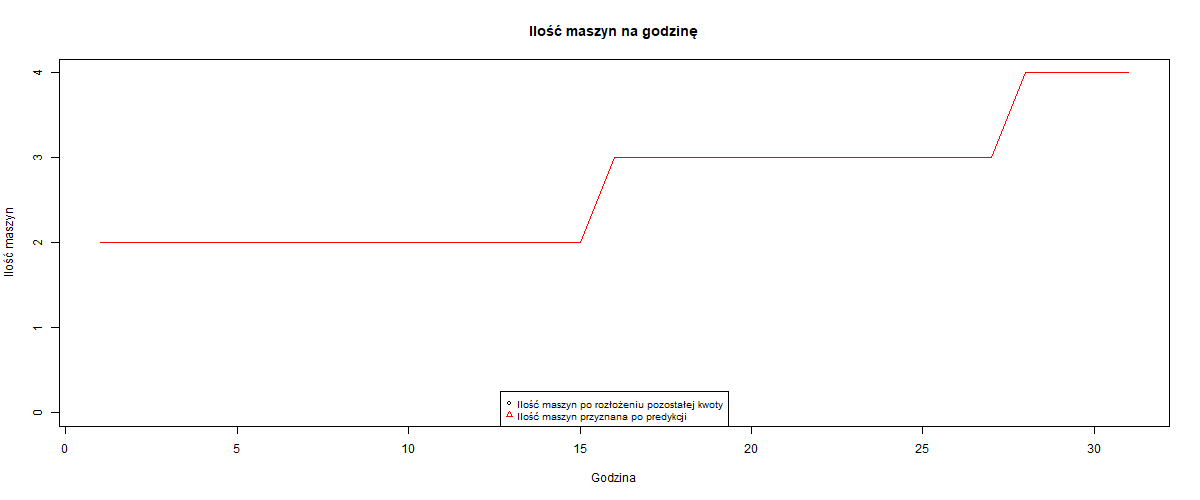 Ilość maszyn na godzinę
4
3
2
1
0
Ilość maszyn
Ilość maszyn po rozłożeniu pozostałej kwoty
Ilość maszyn przyznana po predykcji
0 5 10 15 20 25 30
Godzina